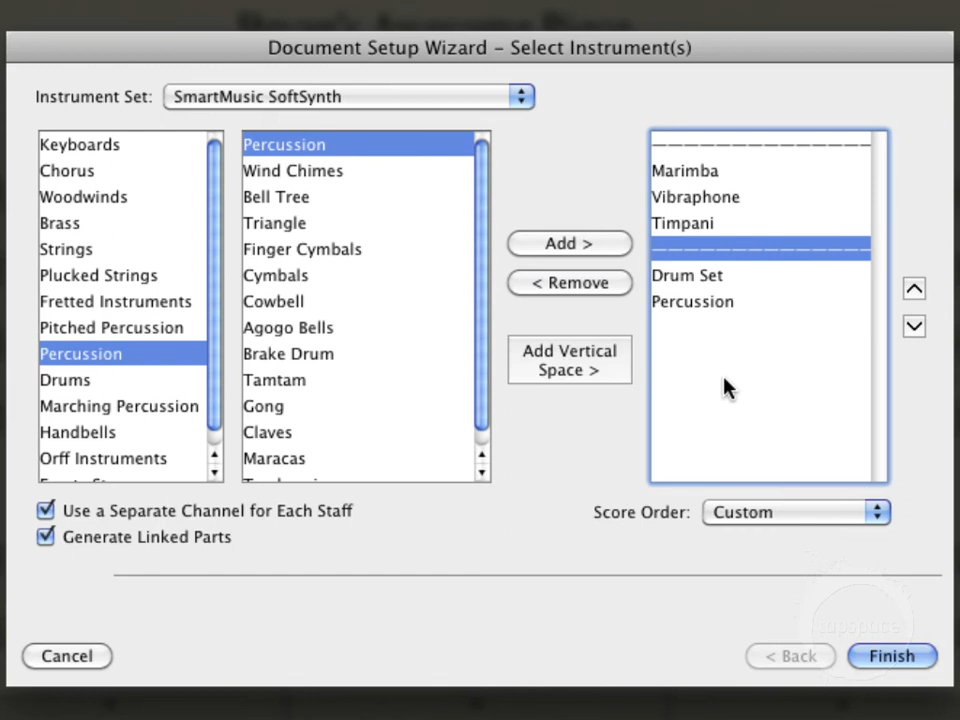 Document Setup Wizard – Select Instrument(s)
Instrument Set: SmartMusic SoftSynth
Keyboards
Chorus
Woodwinds
Brass
Strings
Plucked Strings
Fretted Instruments
Pitched Percussion
Percussion
Drums
Marching Percussion
Handbells
Orff Instruments
Percussion
Wind Chimes
Bell Tree
Triangle
Finger Cymbals
Cymbals
Cowbell
Agogo Bells
Brake Drum
Tamtam
Gong
Claves
Maracas
Add >
< Remove
Add Vertical
Space >
Marimba
Vibraphone
Timpani
Drum Set
Percussion
Use a Separate Channel for Each Staff
Generate Linked Parts
Score Order: Custom
tapspace
Cancel
< Back
Finish